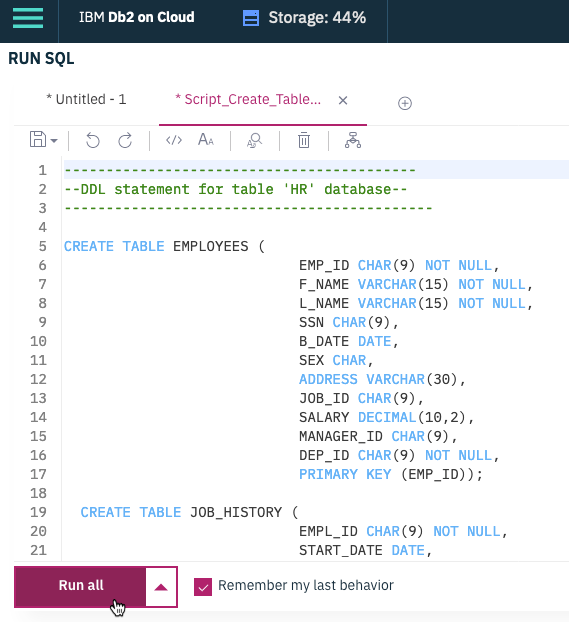 IBM Db2 on Cloud
Storage: 44%
RUN SQL
* Untitled - 1
* Script_Create_Table...
1 ------------------------------------------
2 --DDL statement for table 'HR' database--
3 --------------------------------------------
4
5 CREATE TABLE EMPLOYEES (
6 EMP_ID CHAR(9) NOT NULL,
7 F_NAME VARCHAR(15) NOT NULL,
8 L_NAME VARCHAR(15) NOT NULL,
9 SSN CHAR(9),
10 B_DATE DATE,
11 SEX CHAR,
12 ADDRESS VARCHAR(30),
13 JOB_ID CHAR(9),
14 SALARY DECIMAL(10,2),
15 MANAGER_ID CHAR(9),
16 DEP_ID CHAR(9) NOT NULL,
17 PRIMARY KEY (EMP_ID));
18
19 CREATE TABLE JOB_HISTORY (
20 EMPL_ID CHAR(9) NOT NULL,
21 START_DATE DATE,
Run all
Remember my last behavior